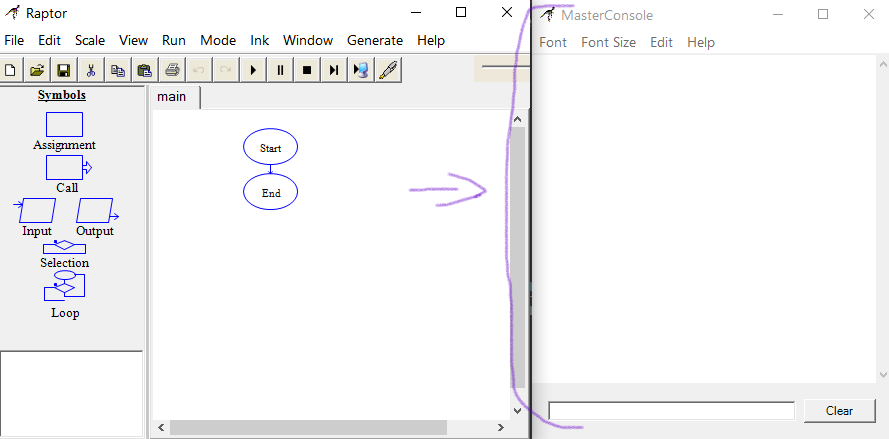 Raptor
File Edit Scale View Run Mode Ink Window Generate Help
Symbols
Assignment
Call
Input Output
Selection
Loop
main
Start
End
MasterConsole
Font Font Size Edit Help
Clear